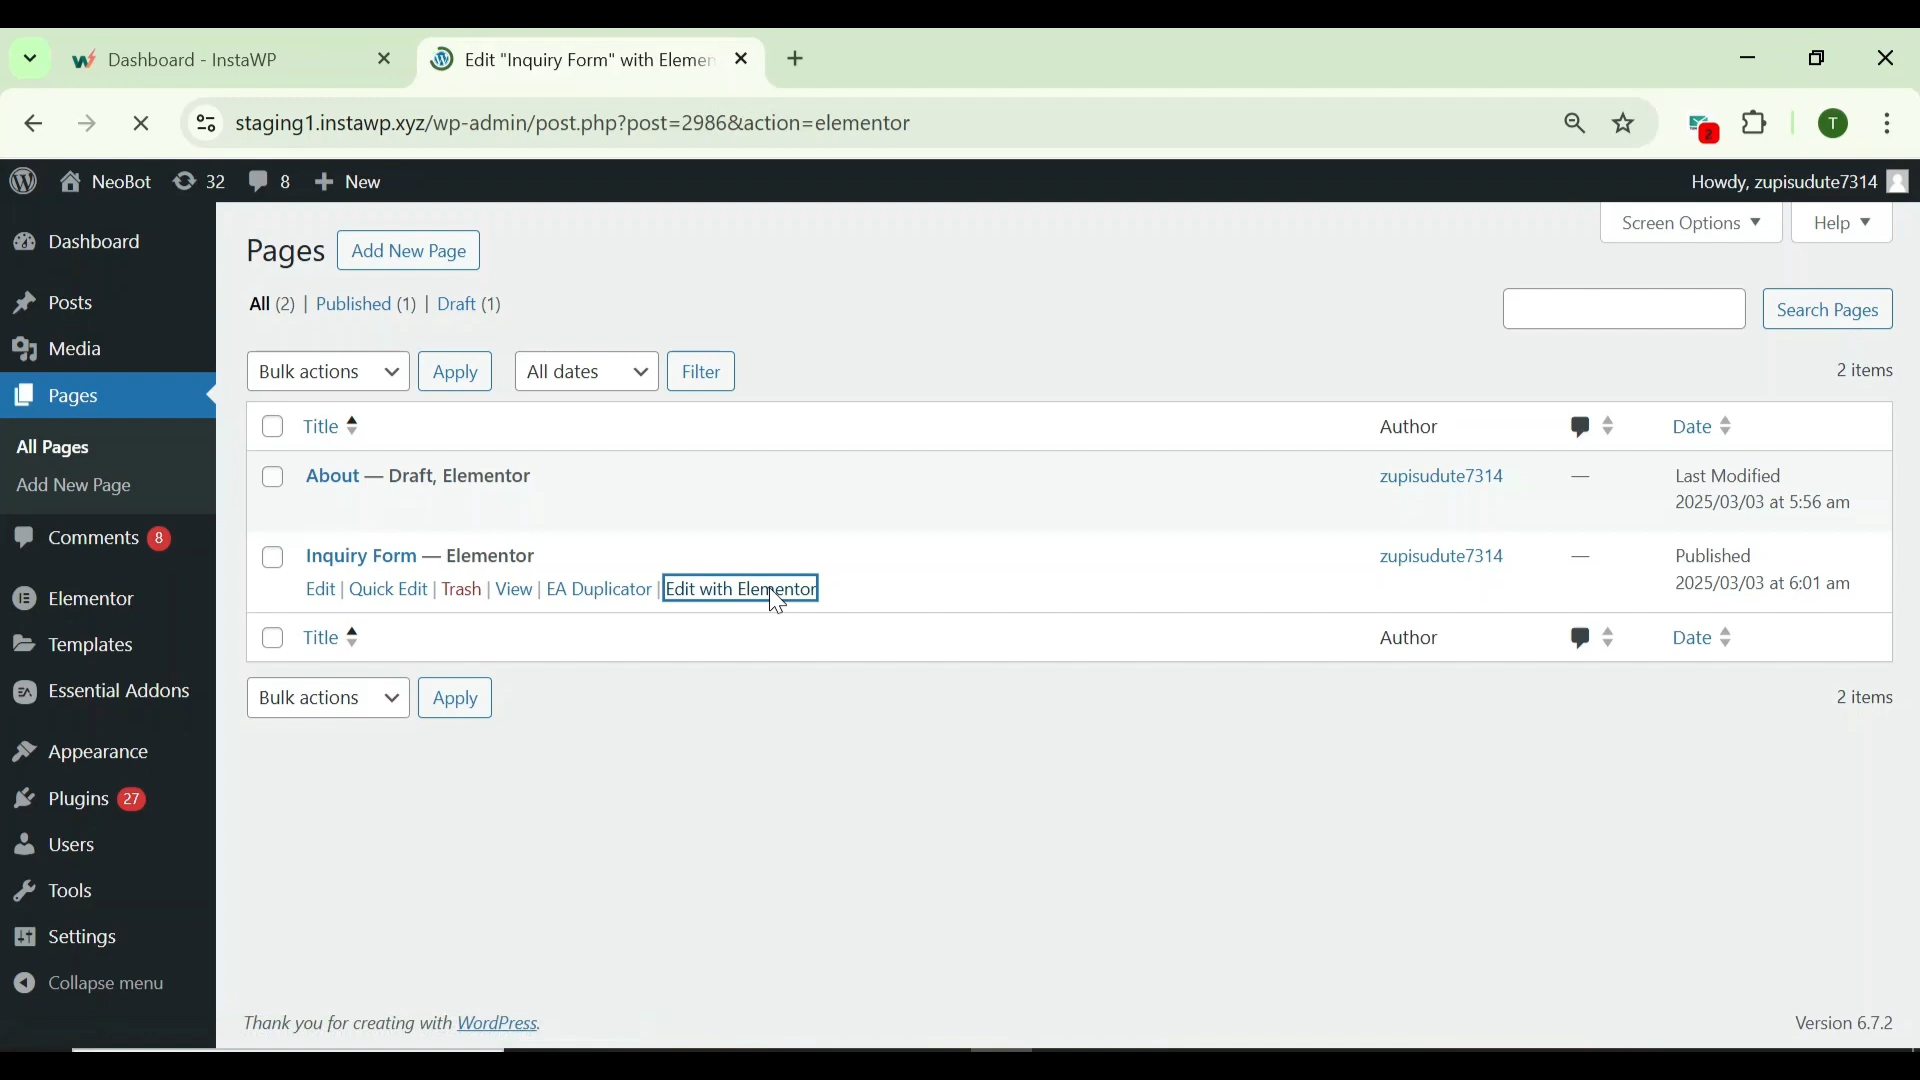 Dashboard - InstaWP
Edit "Inquiry Form" with Elemen
staging1.instawp.xyz/wp-admin/post.php?post=2986&action=elementor
2
T
NeoBot 32 8 New
Howdy, zupisudute7314
Screen Options Help
Dashboard
Posts
Media
Pages
All Pages
Add New Page
Comments 8
Elementor
Templates
Essential Addons
Appearance
Plugins 27
Users
Tools
Settings
Collapse menu
Pages Add New Page
All (2) | Published (1) | Draft (1)
Search Pages
Bulk actions Apply All dates Filter
2 items
Title Author Date
About — Draft, Elementor zupisudute7314 — Last Modified
2025/03/03 at 5:56 am
Inquiry Form — Elementor zupisudute7314 — Published
Edit | Quick Edit | Trash | View | EA Duplicator | Edit with Elementor 2025/03/03 at 6:01 am
Title Author Date
Bulk actions Apply
2 items
Thank you for creating with WordPress.
Version 6.7.2